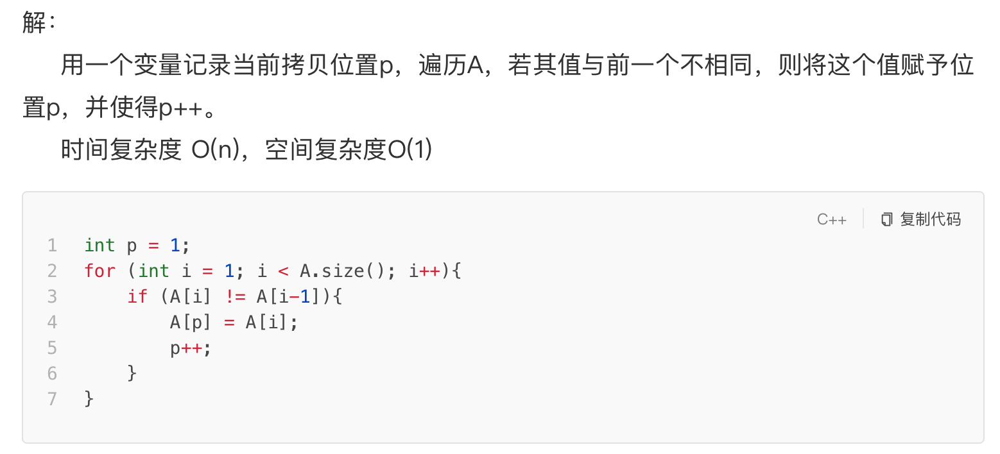 解：
用一个变量记录当前拷贝位置p，遍历A，若其值与前一个不相同，则将这个值赋予位
置p，并使得p++。
时间复杂度 O(n)，空间复杂度O(1)
C++ 复制代码
1 int p = 1;
2 for (int i = 1; i < A.size(); i++){
3     if (A[i] != A[i-1]){
4         A[p] = A[i];
5         p++;
6     }
7 }